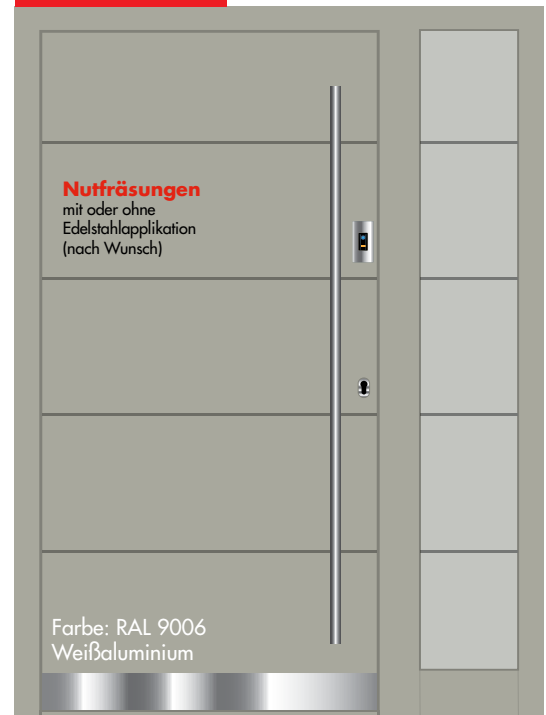 Nutfräsungen
mit oder ohne
Edelstahlapplikation
(nach Wunsch)
Farbe: RAL 9006
Weißaluminium